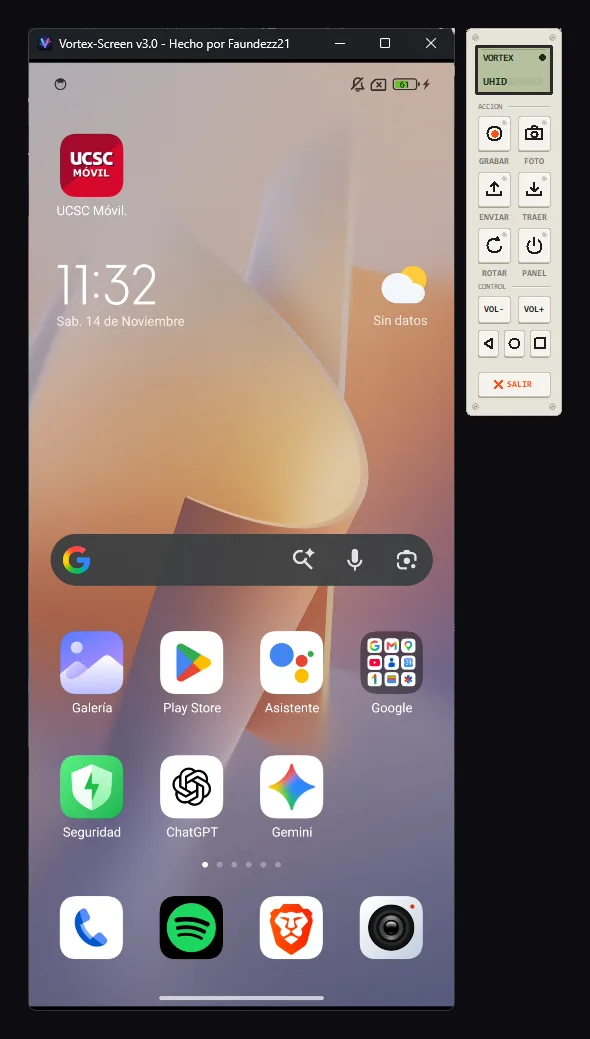 Vortex-Screen v3.0 - Hecho por Faundezz21
61
UCSC
MÓVIL
UCSC Móvil.
11:32
Sab. 14 de Noviembre
Sin datos
Galería
Play Store
Asistente
Google
Seguridad
ChatGPT
Gemini
VORTEX
UHID
ACCION
GRABAR
FOTO
ENVIAR
TRAER
ROTAR
PANEL
CONTROL
VOL-
VOL+
SALIR